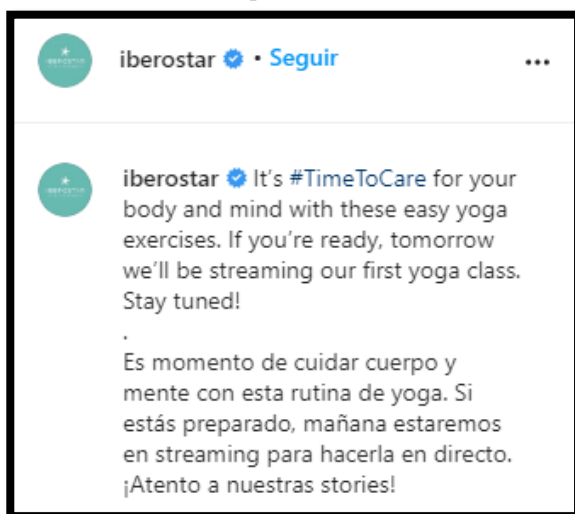 iberostar • Seguir
iberostar It's #TimeToCare for your
body and mind with these easy yoga
exercises. If you're ready, tomorrow
we'll be streaming our first yoga class.
Stay tuned!
.
Es momento de cuidar cuerpo y
mente con esta rutina de yoga. Si
estás preparado, mañana estaremos
en streaming para hacerla en directo.
¡Atento a nuestras stories!